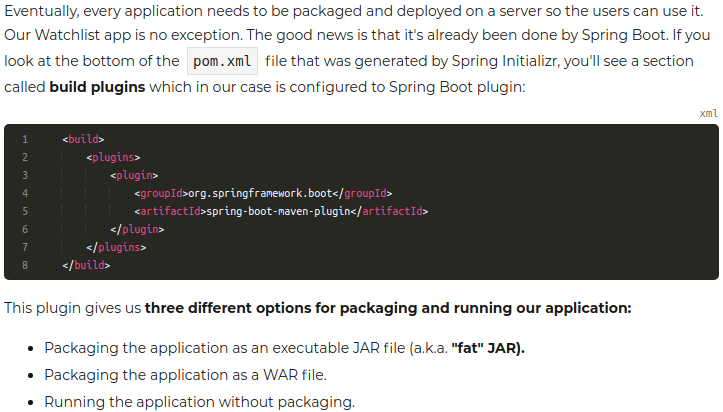 Eventually, every application needs to be packaged and deployed on a server so the users can use it.
Our Watchlist app is no exception. The good news is that it's already been done by Spring Boot. If you
look at the bottom of the pom.xml file that was generated by Spring Initializr, you'll see a section
called build plugins which in our case is configured to Spring Boot plugin:
xml
1 <build>
2 <plugins>
3 <plugin>
4 <groupId>org.springframework.boot</groupId>
5 <artifactId>spring-boot-maven-plugin</artifactId>
6 </plugin>
7 </plugins>
8 </build>
This plugin gives us three different options for packaging and running our application:
• Packaging the application as an executable JAR file (a.k.a. "fat" JAR).
• Packaging the application as a WAR file.
• Running the application without packaging.